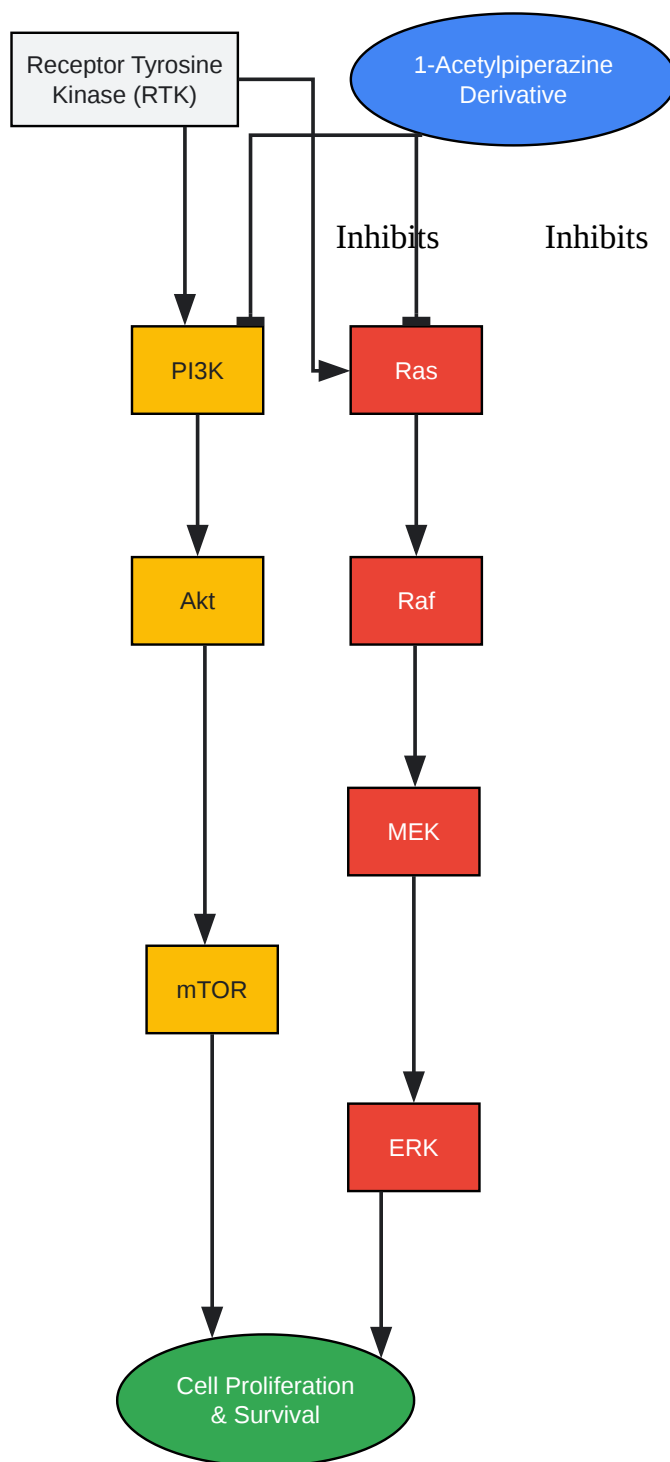 Receptor Tyrosine
Kinase (RTK)
1-Acetylpiperazine
Derivative
Inhibits
Inhibits
PI3K
Ras
Akt
Raf
MEK
mTOR
ERK
Cell Proliferation
& Survival